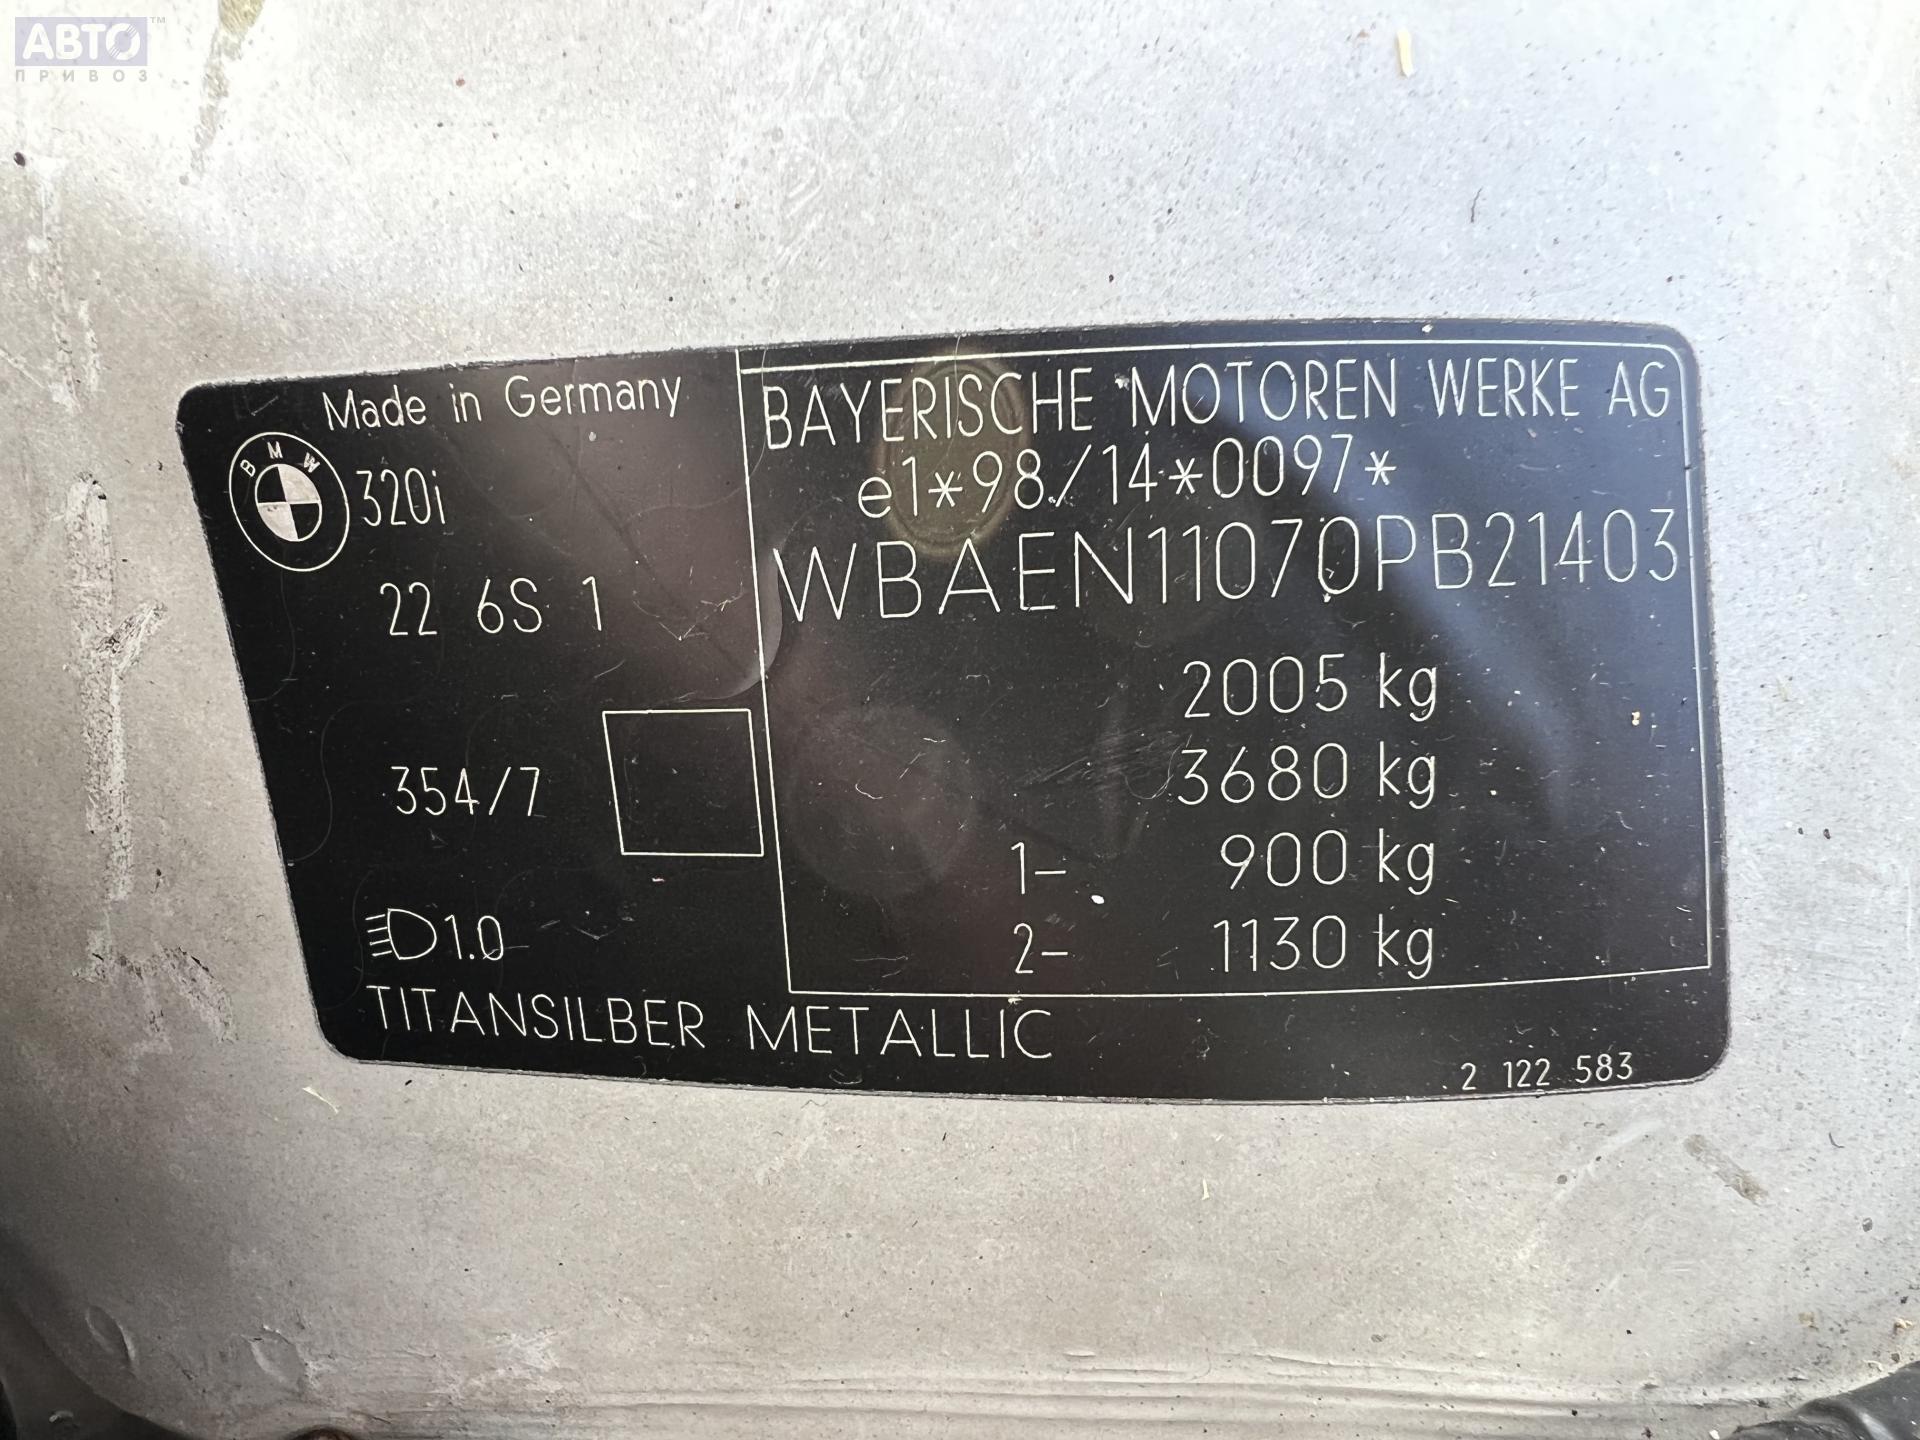 АВТО™
ПРИВОЗ
Made in Germany
BMW
320i
22 6S 1
354/7
1.0
TITANSILBER METALLIC
BAYERISCHE MOTOREN WERKE AG
e1*98/14*0097*
WBAEN11070PB21403
2005 kg
3680 kg
1- 900 kg
2- 1130 kg
2 122 583